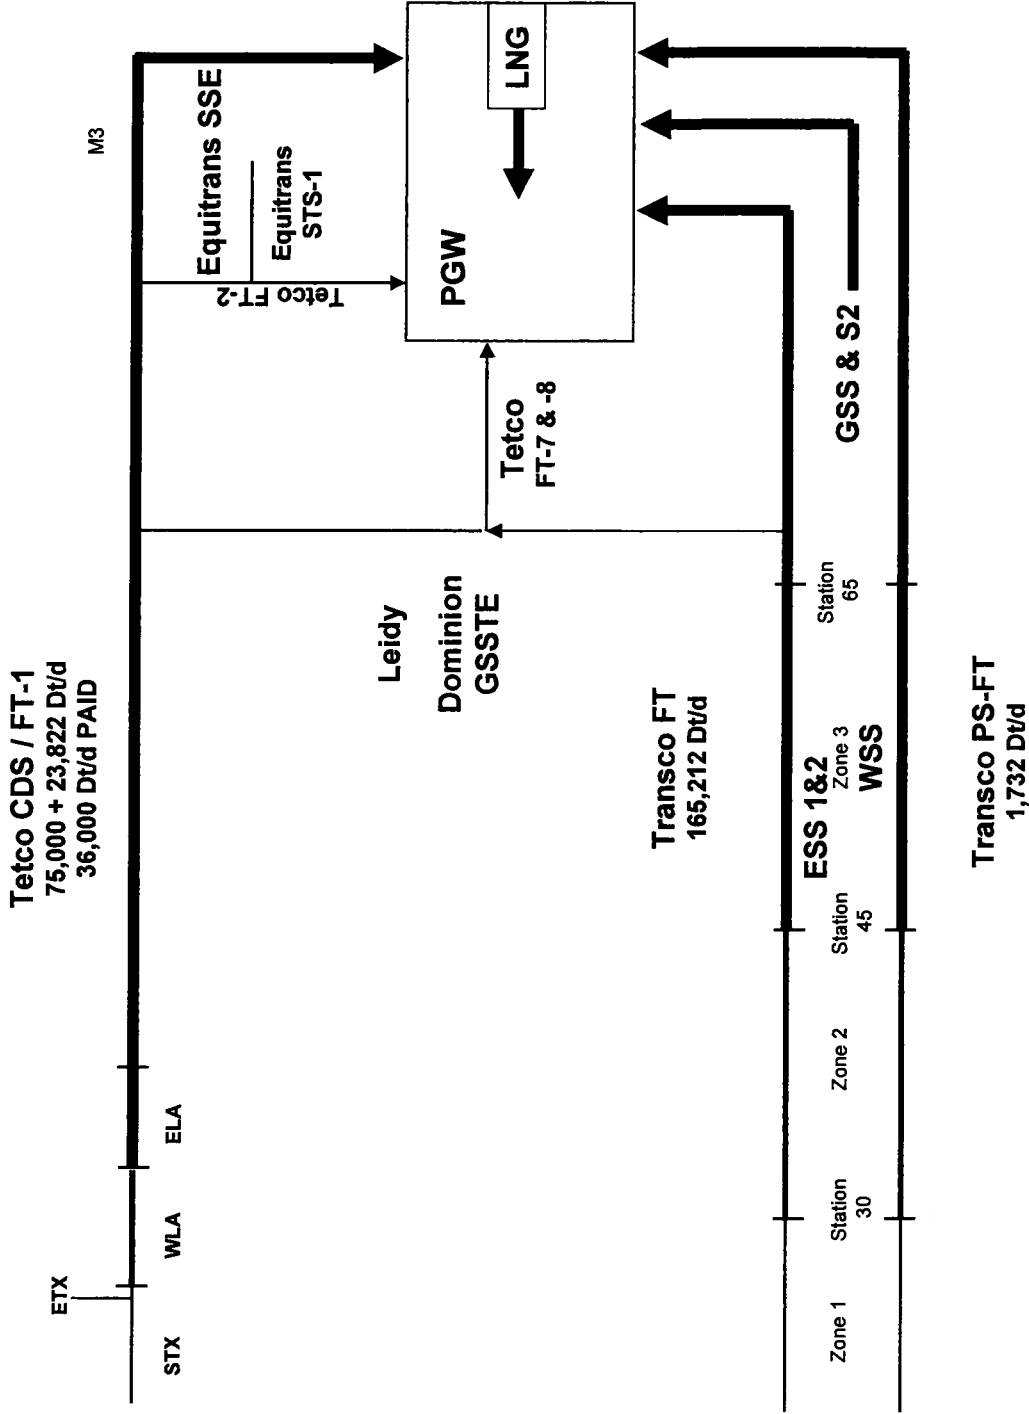 Tetco CDS / FT-1
75,000 + 23,822 Dt/d
36,000 Dt/d PAID
ETX
STX
WLA
ELA
M3
Equitrans SSE
Equitrans
STS-1
Tetco FT-2
Leidy
Dominion
GSSTE
Tetco
FT-7 & -8
PGW
LNG
Transco FT
165,212 Dt/d
Zone 1
Station
30
Zone 2
Station
45
ESS 1&2
Zone 3
WSS
Station
65
GSS & S2
Transco PS-FT
1,732 Dt/d